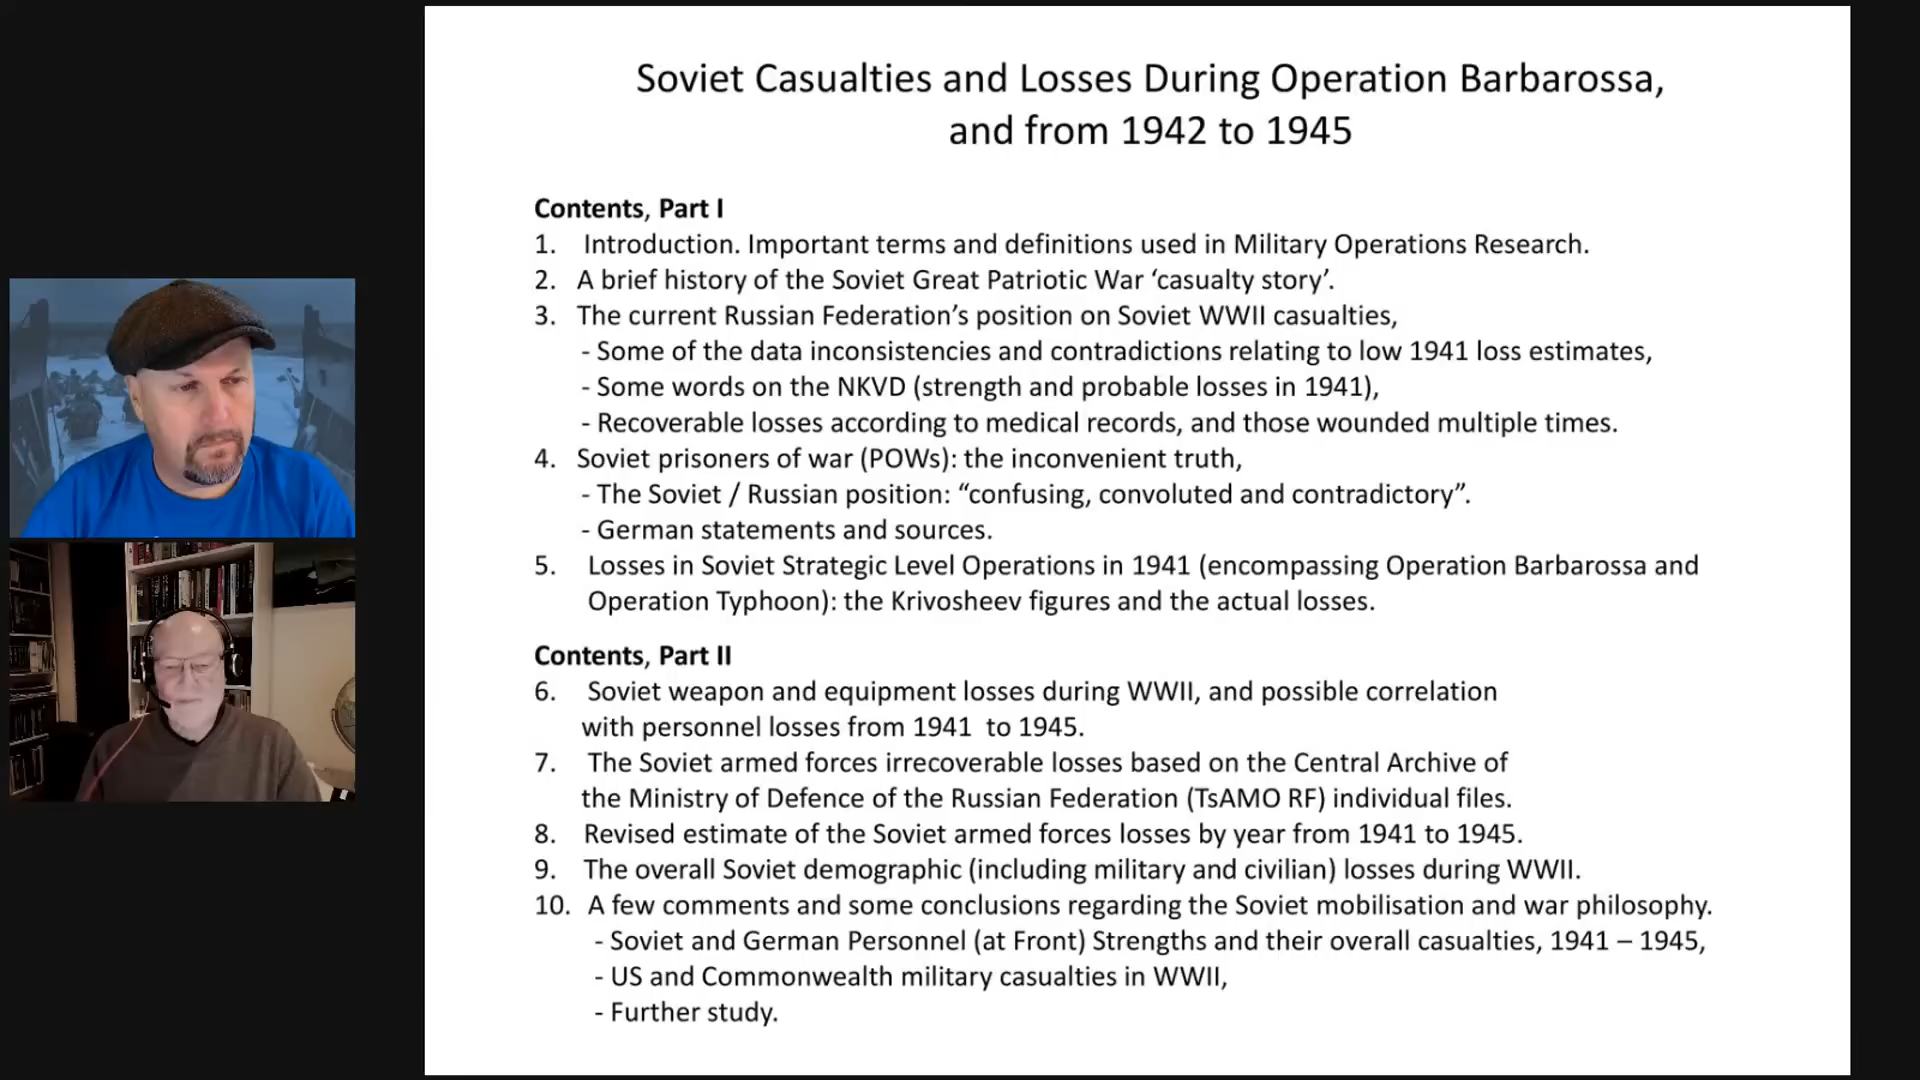 Soviet Casualties and Losses During Operation Barbarossa,
and from 1942 to 1945
Contents, Part I
1. Introduction. Important terms and definitions used in Military Operations Research.
2. A brief history of the Soviet Great Patriotic War ‘casualty story’.
3. The current Russian Federation’s position on Soviet WWII casualties,
- Some of the data inconsistencies and contradictions relating to low 1941 loss estimates,
- Some words on the NKVD (strength and probable losses in 1941),
- Recoverable losses according to medical records, and those wounded multiple times.
4. Soviet prisoners of war (POWs): the inconvenient truth,
- The Soviet / Russian position: “confusing, convoluted and contradictory”.
- German statements and sources.
5. Losses in Soviet Strategic Level Operations in 1941 (encompassing Operation Barbarossa and
Operation Typhoon): the Krivosheev figures and the actual losses.
Contents, Part II
6. Soviet weapon and equipment losses during WWII, and possible correlation
with personnel losses from 1941 to 1945.
7. The Soviet armed forces irrecoverable losses based on the Central Archive of
the Ministry of Defence of the Russian Federation (TsAMO RF) individual files.
8. Revised estimate of the Soviet armed forces losses by year from 1941 to 1945.
9. The overall Soviet demographic (including military and civilian) losses during WWII.
10. A few comments and some conclusions regarding the Soviet mobilisation and war philosophy.
- Soviet and German Personnel (at Front) Strengths and their overall casualties, 1941 – 1945,
- US and Commonwealth military casualties in WWII,
- Further study.